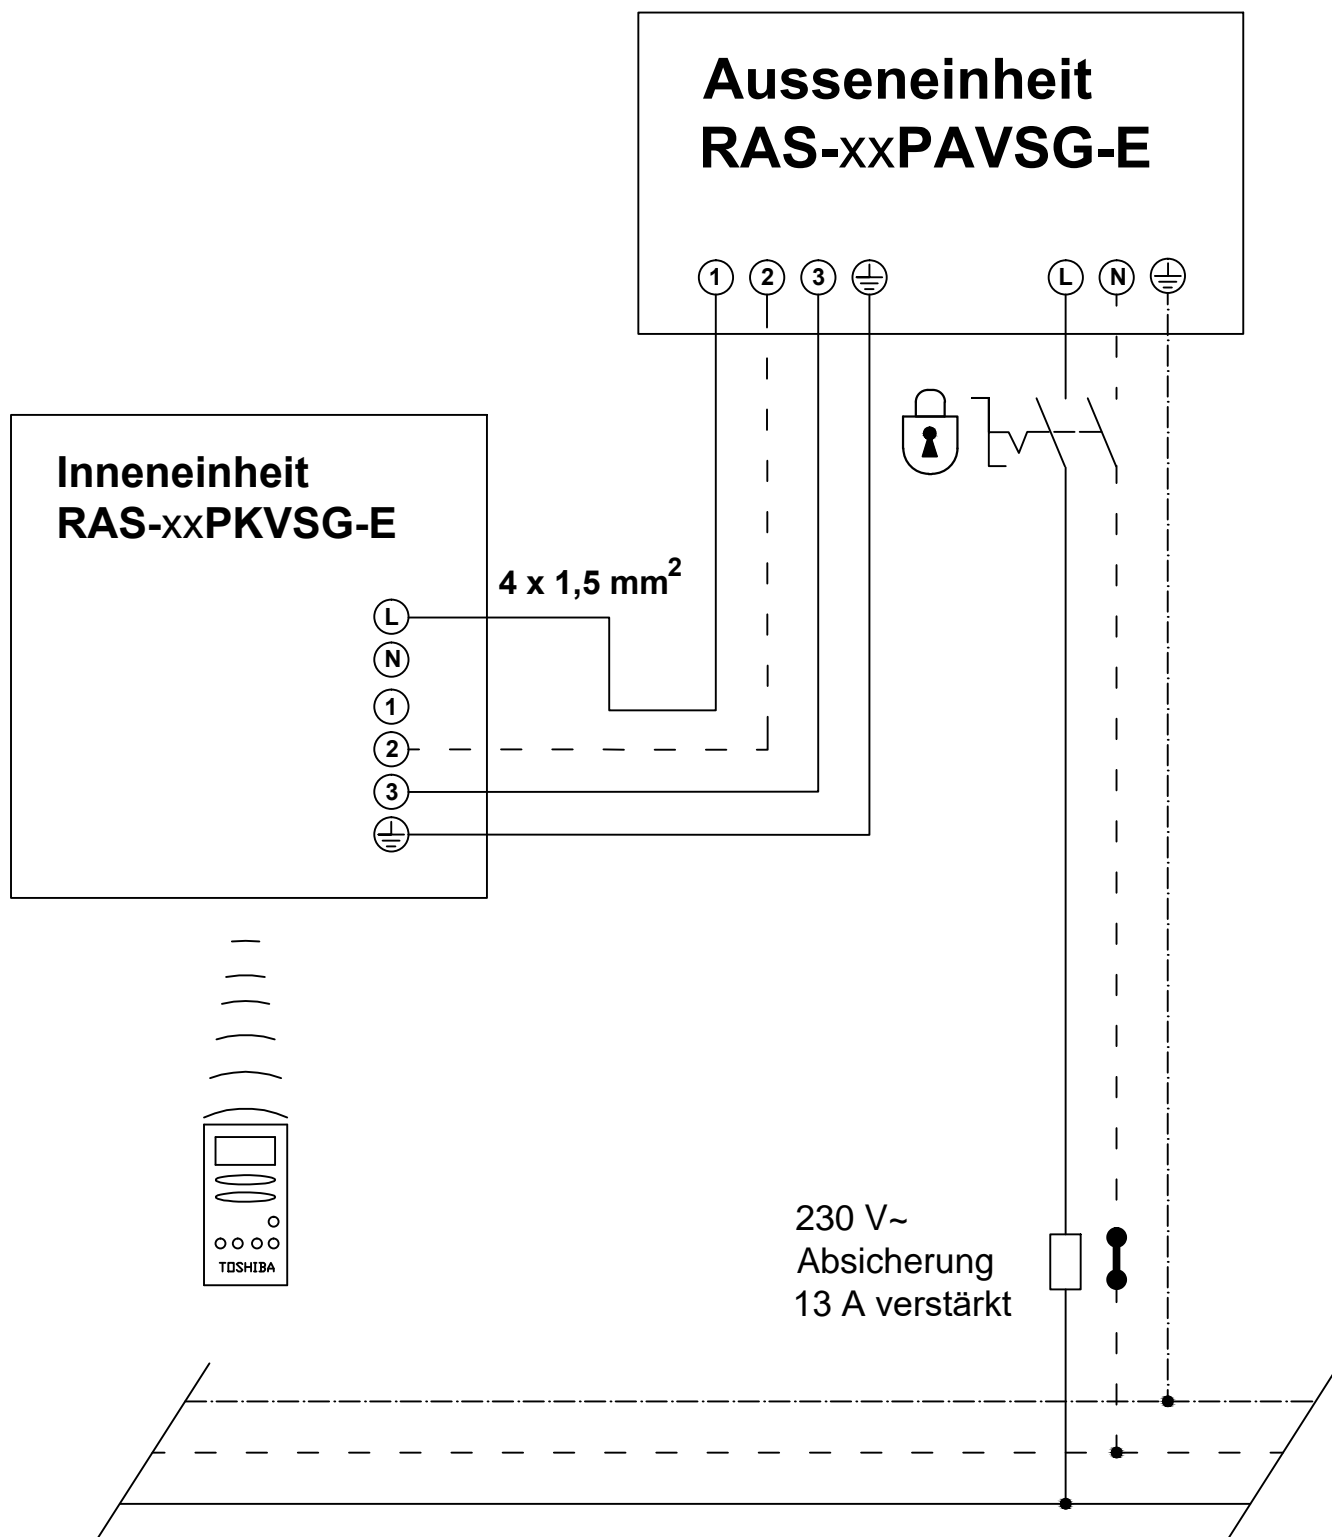 Ausseneinheit
RAS-xxPAVSG-E
1 2 3 L N
Inneneinheit
RAS-xxPKVSG-E
4 x 1,5 mm²
L
N
1
2
3
230 V~
Absicherung
13 A verstärkt
TOSHIBA